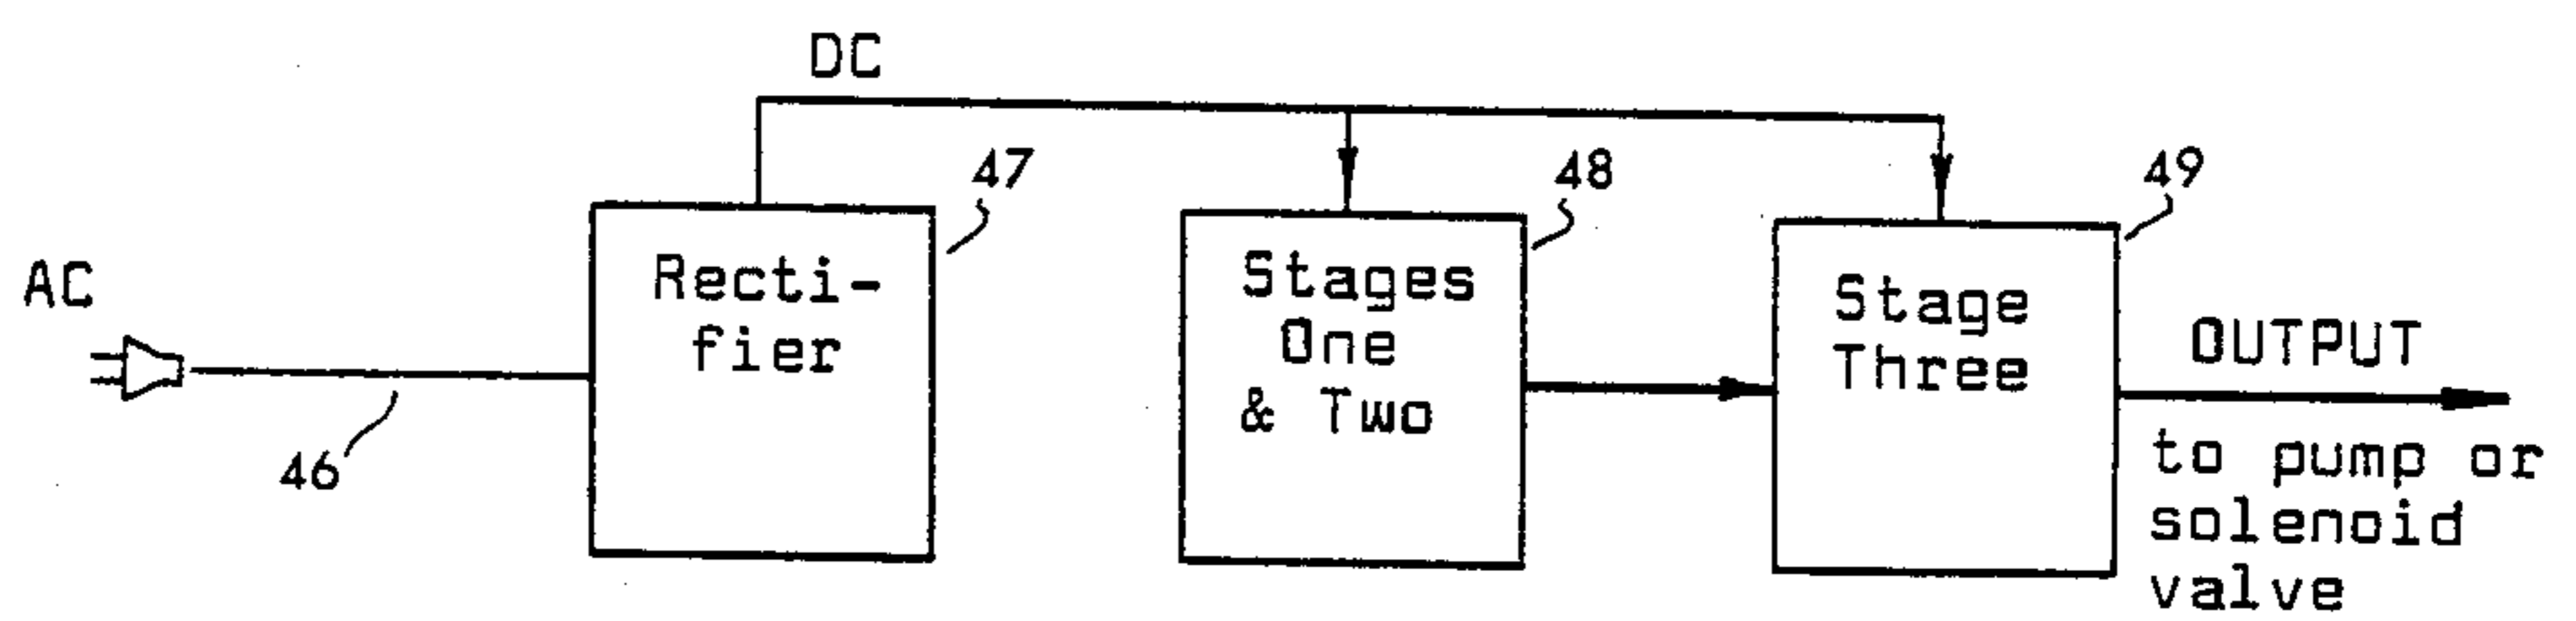 DC
47
48
49
AC
Recti-
fier
Stages
One
& Two
Stage
Three
OUTPUT
46
to pump or
solenoid
valve